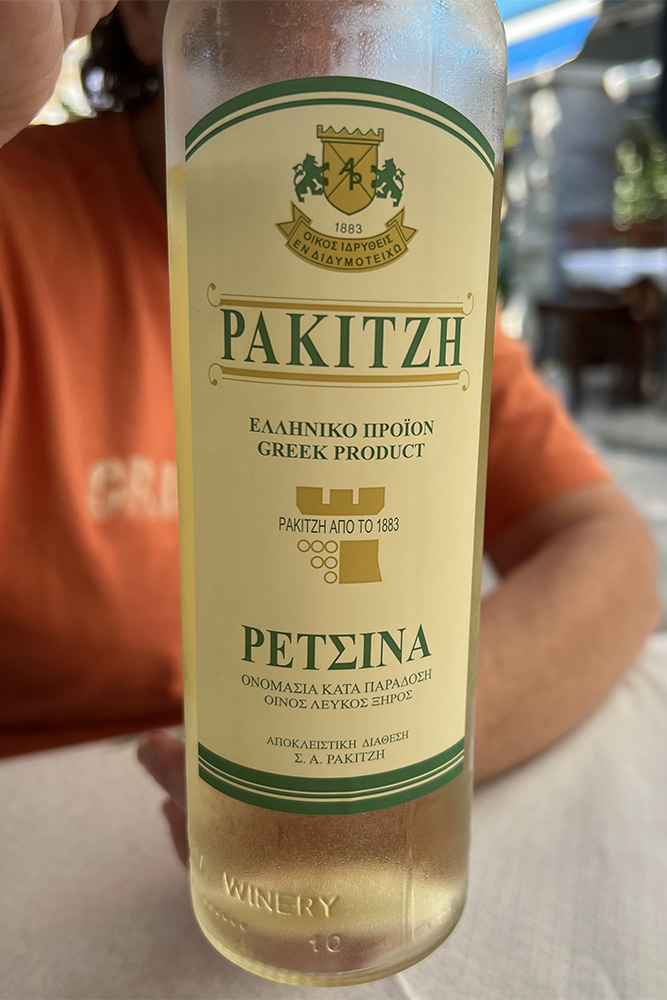 ΑΡ
1883
ΟΙΚΟΣ ΙΔΡΥΘΕΙΣ
ΕΝ ΔΙΔΥΜΟΤΕΙΧΩ
ΡΑΚΙΤΖΗ
ΕΛΛΗΝΙΚΟ ΠΡΟΪΟΝ
GREEK PRODUCT
ΡΑΚΙΤΖΗ ΑΠΟ ΤΟ 1883
ΡΕΤΣΙΝΑ
ΟΝΟΜΑΣΙΑ ΚΑΤΑ ΠΑΡΑΔΟΣΗ
ΟΙΝΟΣ ΛΕΥΚΟΣ ΞΗΡΟΣ
ΑΠΟΚΛΕΙΣΤΙΚΗ ΔΙΑΘΕΣΗ
Σ. Α. ΡΑΚΙΤΖΗ
WINERY
10